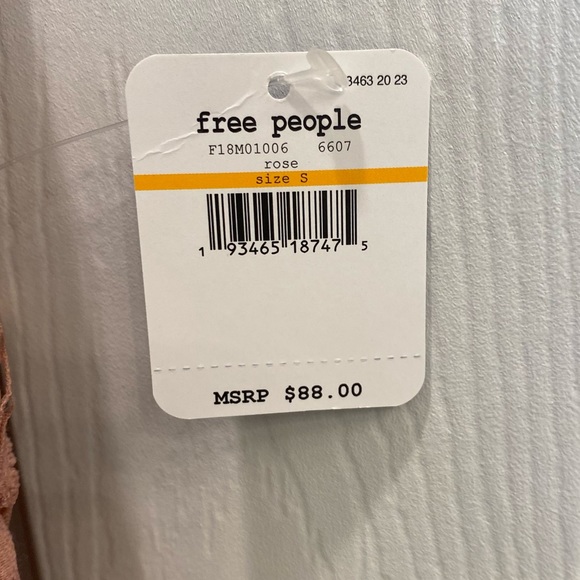 3463 20 23
free people
F18M01006 6607
rose
size S
1 93465 18747 5
MSRP $88.00